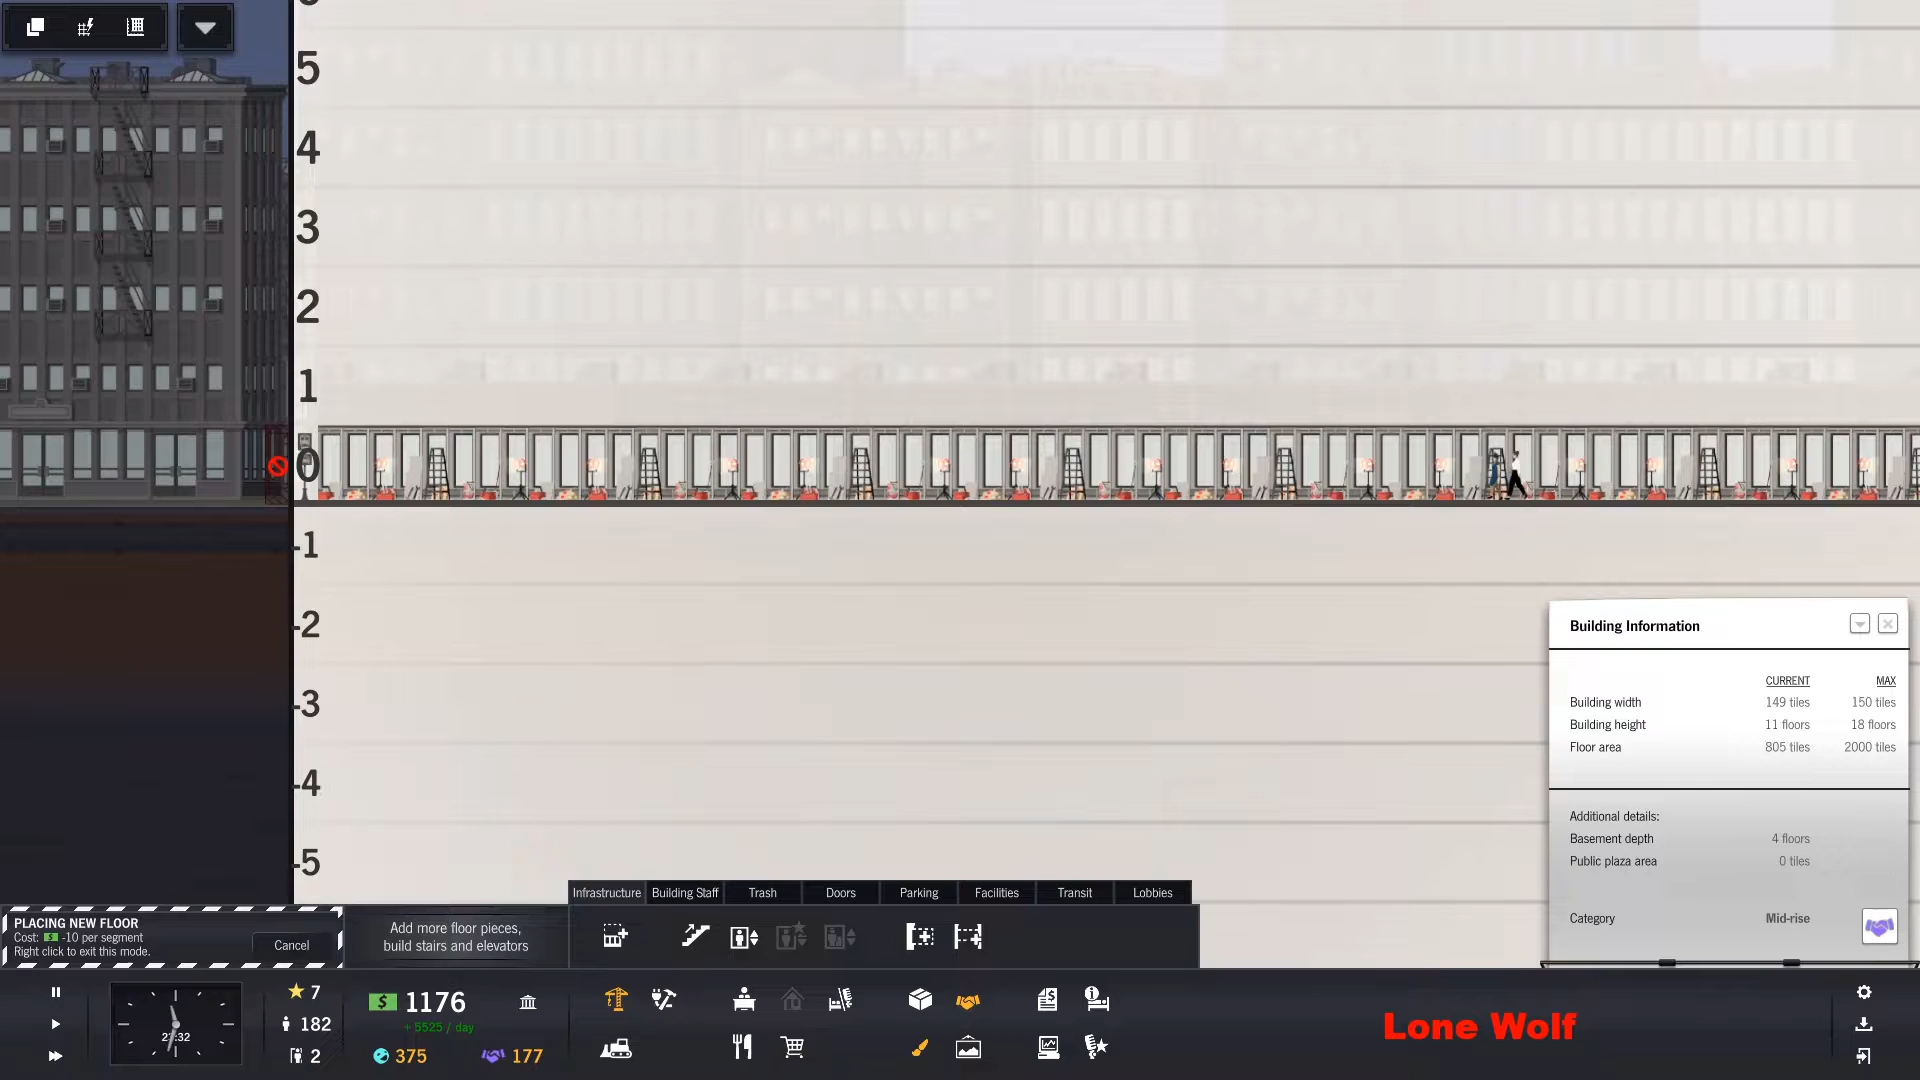 5
4
3
2
1
0
-1
-2
-3
-4
-5
Building Information
CURRENT MAX
Building width 149 tiles 150 tiles
Building height 11 floors 18 floors
Floor area 805 tiles 2000 tiles
Additional details:
Basement depth 4 floors
Public plaza area 0 tiles
Category Mid-rise
Infrastructure Building Staff Trash Doors Parking Facilities Transit Lobbies
PLACING NEW FLOOR
Cost: $ -10 per segment
Right click to exit this mode.
Cancel
Add more floor pieces,
build stairs and elevators
7
182
2
$ 1176
+ 5525 / day
375
177
Lone Wolf